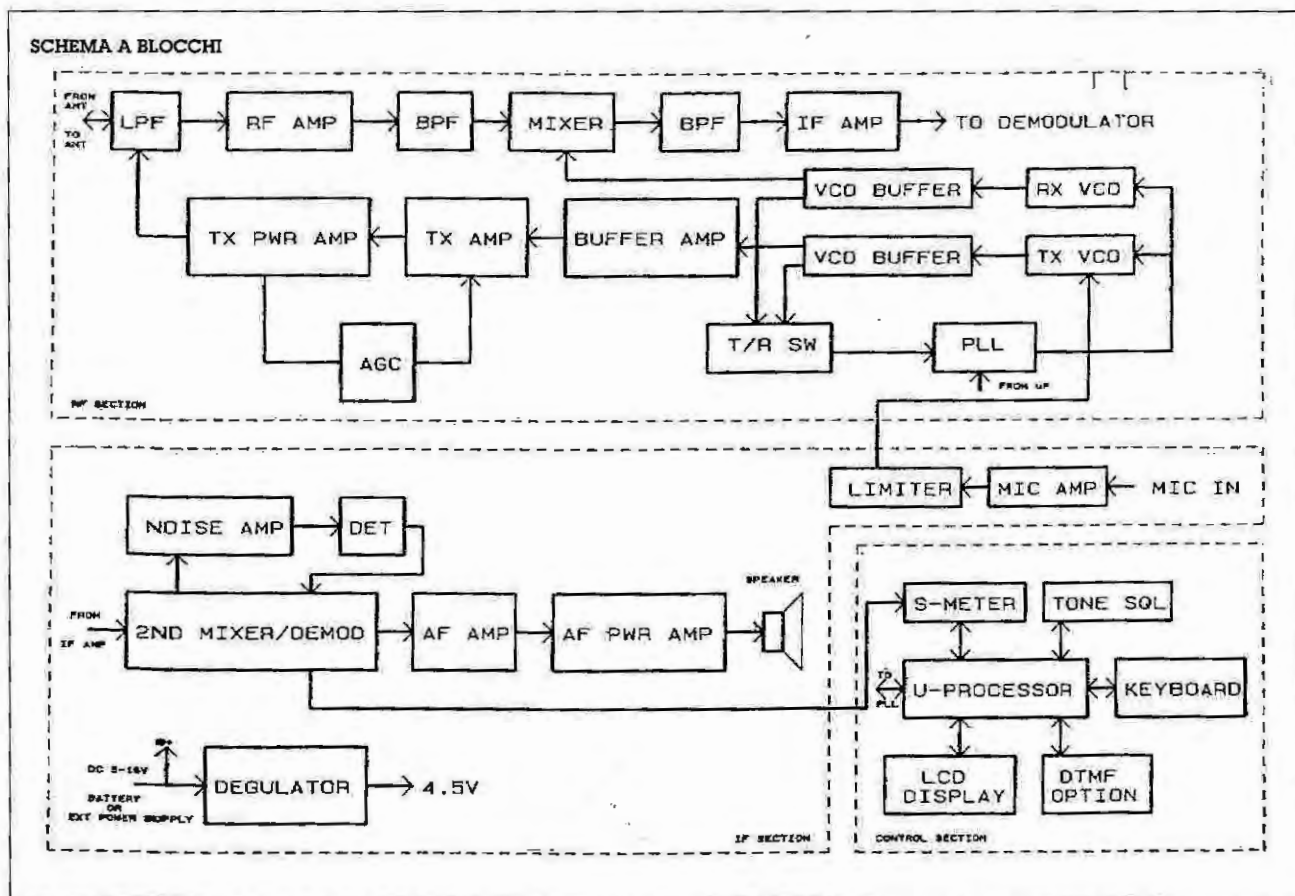 SCHEMA A BLOCCHI
FROM
ANT
TO
ANT
LPF
RF AMP
BPF
MIXER
BPF
IF AMP
TO DEMODULATOR
VCO BUFFER
RX VCO
TX PWR AMP
TX AMP
BUFFER AMP
VCO BUFFER
TX VCO
T/R SW
PLL
AGC
FROM UP
RF SECTION
LIMITER
MIC AMP
MIC IN
NOISE AMP
DET
SPEAKER
FROM
IF AMP
2ND MIXER/DEMOD
AF AMP
AF PWR AMP
S-METER
TONE SQL
TO
PLL
U-PROCESSOR
KEYBOARD
DC 5-16V
BATTERY
OR
EXT POWER SUPPLY
DEGULATOR
4.5V
LCD
DISPLAY
DTMF
OPTION
IF SECTION
CONTROL SECTION